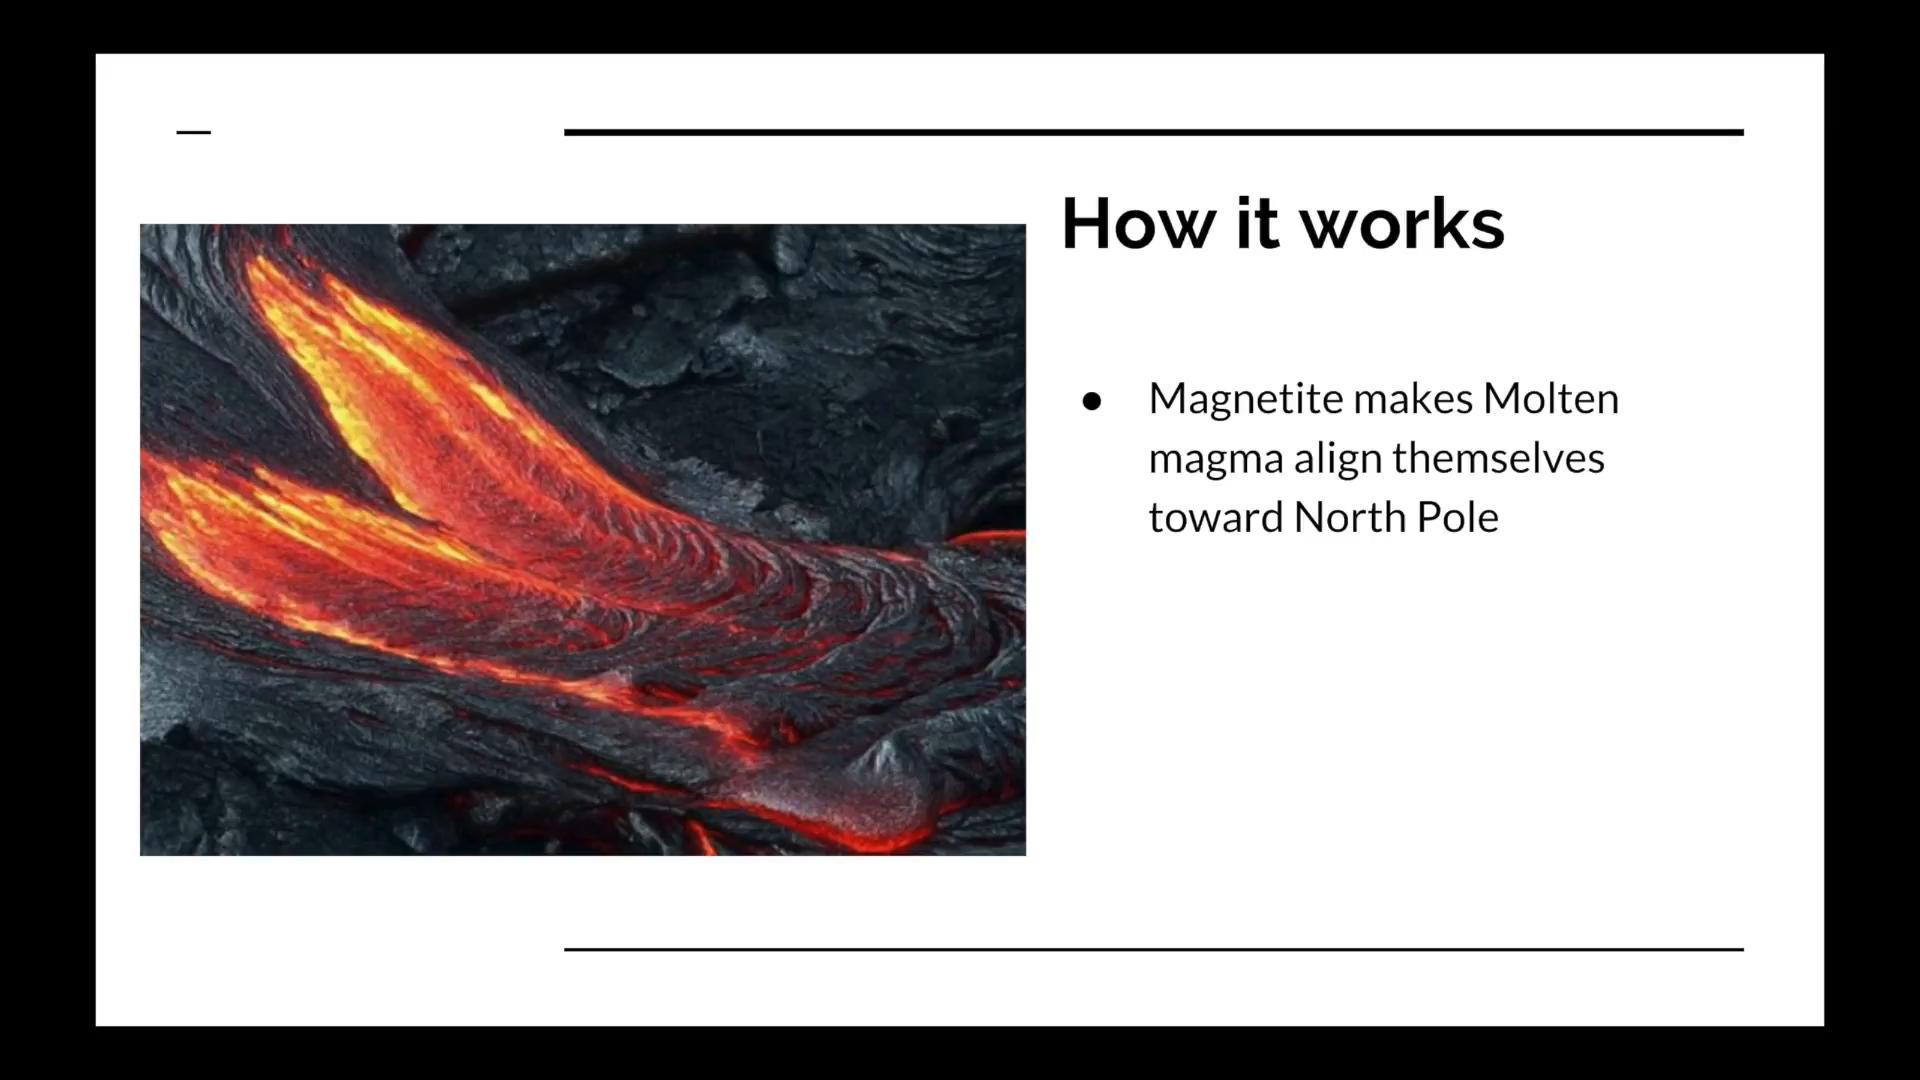 How it works
● Magnetite makes Molten
magma align themselves
toward North Pole